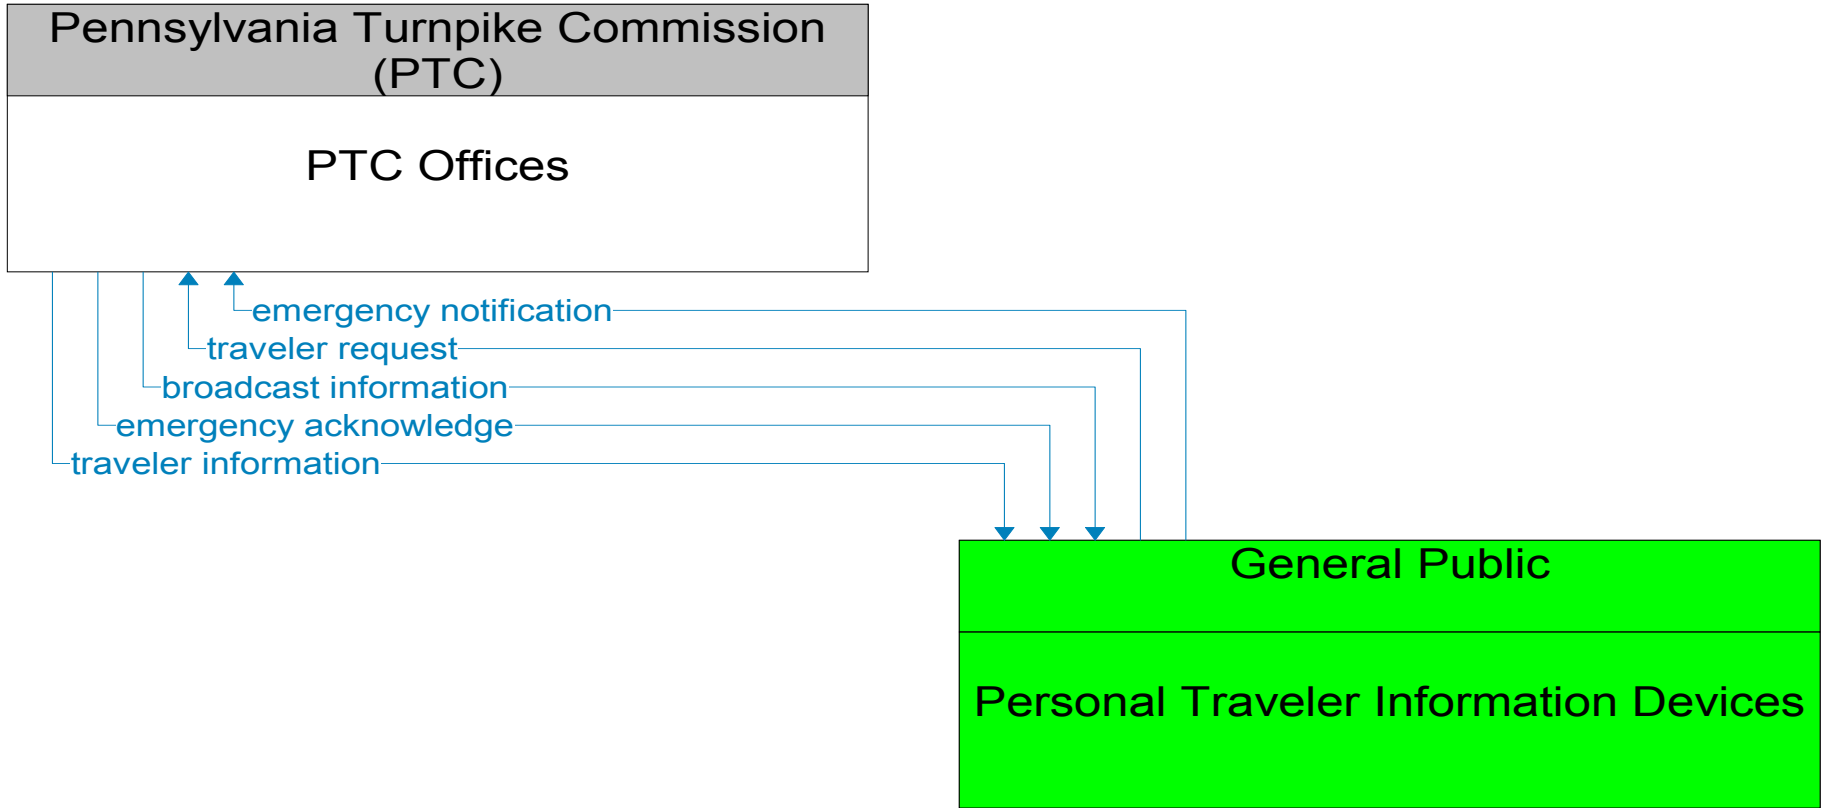 Pennsylvania Turnpike Commission
(PTC)
PTC Offices
emergency notification
traveler request
broadcast information
emergency acknowledge
traveler information
General Public
Personal Traveler Information Devices